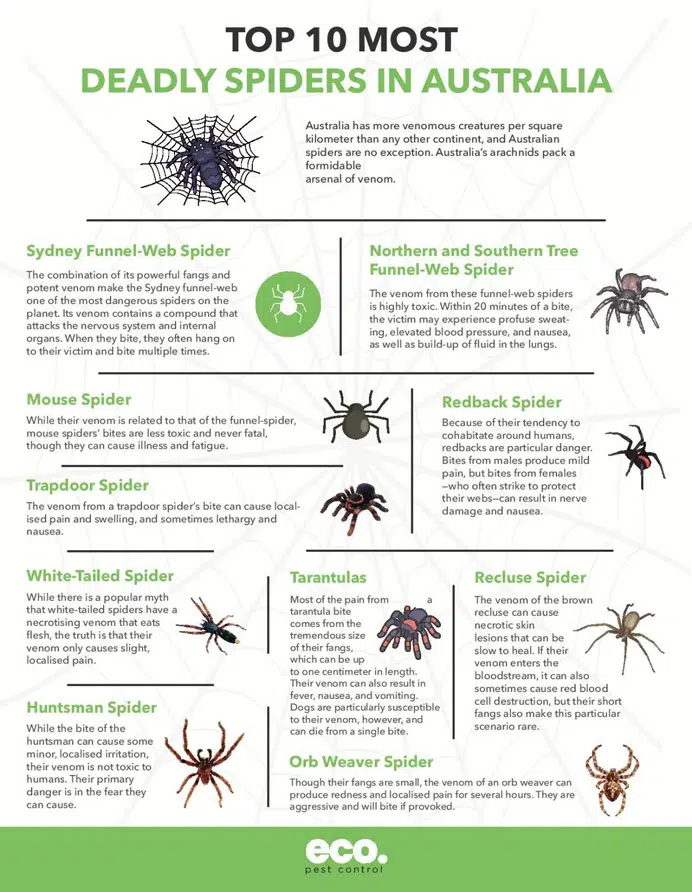 TOP 10 MOST
DEADLY SPIDERS IN AUSTRALIA
Australia has more venomous creatures per square
kilometer than any other continent, and Australian
spiders are no exception. Australia's arachnids pack a
formidable
arsenal of venom.
Sydney Funnel-Web Spider
The combination of its powerful fangs and
potent venom make the Sydney funnel-web
one of the most dangerous spiders on the
planet. Its venom contains a compound that
attacks the nervous system and internal
organs. When they bite, they often hang on
to their victim and bite multiple times.
Northern and Southern Tree
Funnel-Web Spider
The venom from these funnel-web spiders
is highly toxic. Within 20 minutes of a bite,
the victim may experience profuse sweat-
ing, elevated blood pressure, and nausea,
as well as build-up of fluid in the lungs.
Mouse Spider
While their venom is related to that of the funnel-spider,
mouse spiders' bites are less toxic and never fatal,
though they can cause illness and fatigue.
Redback Spider
Because of their tendency to
cohabitate around humans,
redbacks are particular danger.
Bites from males produce mild
pain, but bites from females
—who often strike to protect
their webs—can result in nerve
damage and nausea.
Trapdoor Spider
The venom from a trapdoor spider's bite can cause local-
ised pain and swelling, and sometimes lethargy and
nausea.
White-Tailed Spider
While there is a popular myth
that white-tailed spiders have a
necrotising venom that eats
flesh, the truth is that their
venom only causes slight,
localised pain.
Tarantulas
Most of the pain from a
tarantula bite
comes from the
tremendous size
of their fangs,
which can be up
to one centimeter in length.
Their venom can also result in
fever, nausea, and vomiting.
Dogs are particularly susceptible
to their venom, however, and
can die from a single bite.
Recluse Spider
The venom of the brown
recluse can cause
necrotic skin
lesions that can be
slow to heal. If their
venom enters the
bloodstream, it can also
sometimes cause red blood
cell destruction, but their short
fangs also make this particular
scenario rare.
Huntsman Spider
While the bite of the
huntsman can cause some
minor, localised irritation,
their venom is not toxic to
humans. Their primary
danger is in the fear they
can cause.
Orb Weaver Spider
Though their fangs are small, the venom of an orb weaver can
produce redness and localised pain for several hours. They are
aggressive and will bite if provoked.
eco.
pest control